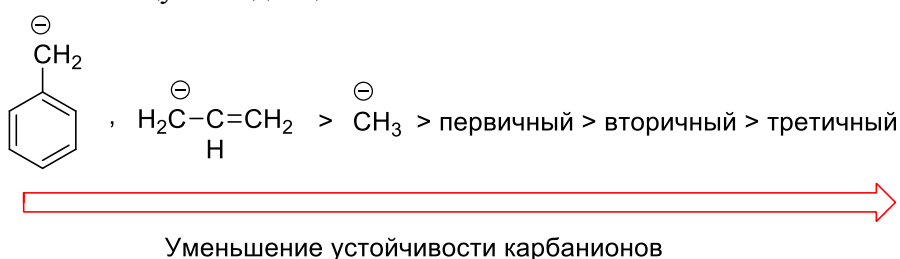 ⊖
CH₂
, H₂C⊖–C=CH₂ > ⊖CH₃ > первичный > вторичный > третичный
H
Уменьшение устойчивости карбанионов